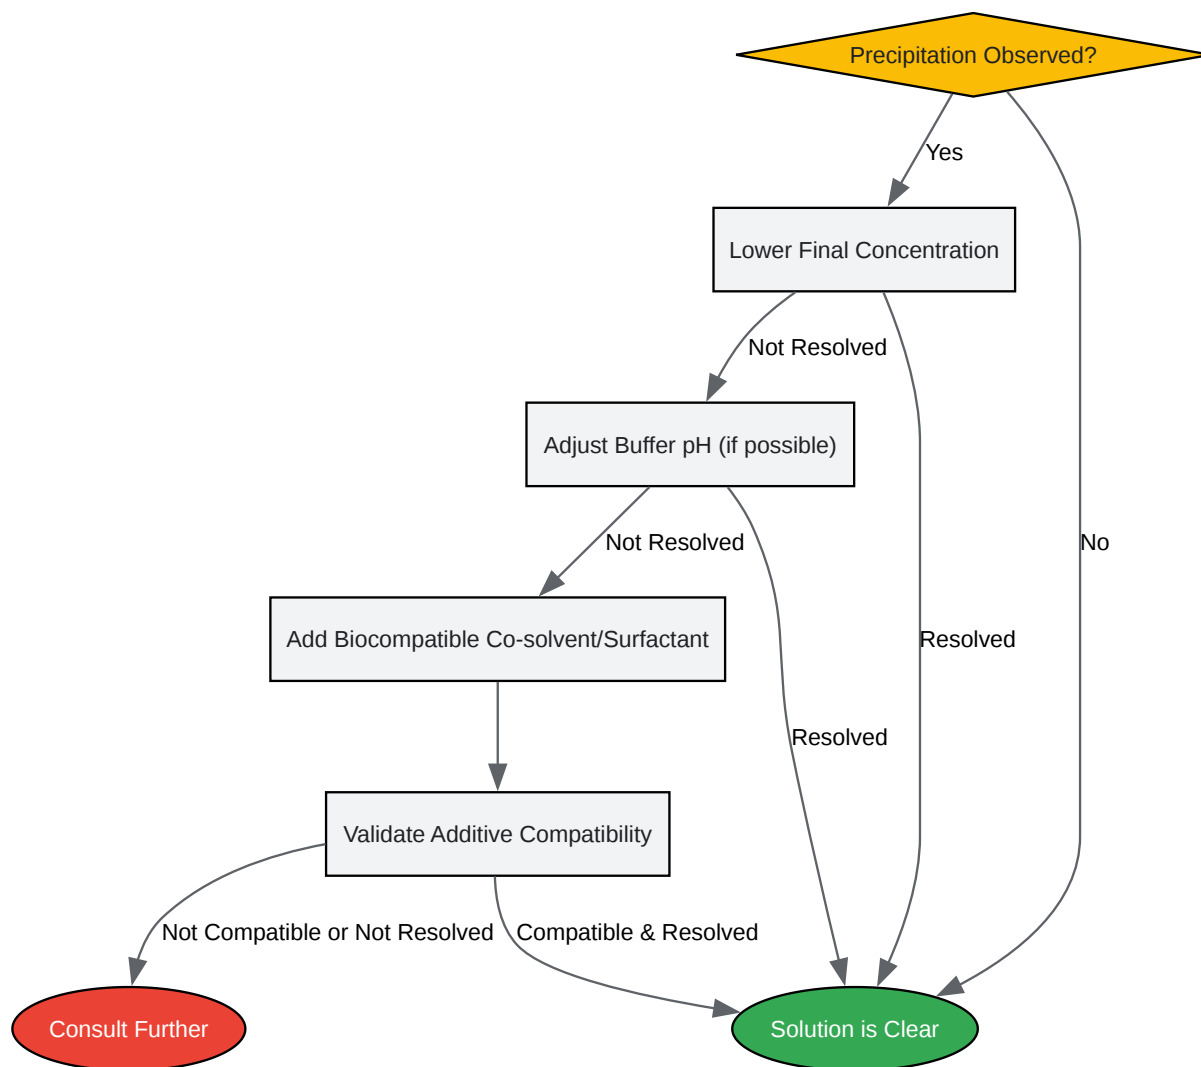 Precipitation Observed?
Yes
Lower Final Concentration
Not Resolved
Adjust Buffer pH (if possible)
Not Resolved
No
Add Biocompatible Co-solvent/Surfactant
Resolved
Resolved
Validate Additive Compatibility
Not Compatible or Not Resolved
Compatible & Resolved
Consult Further
Solution is Clear